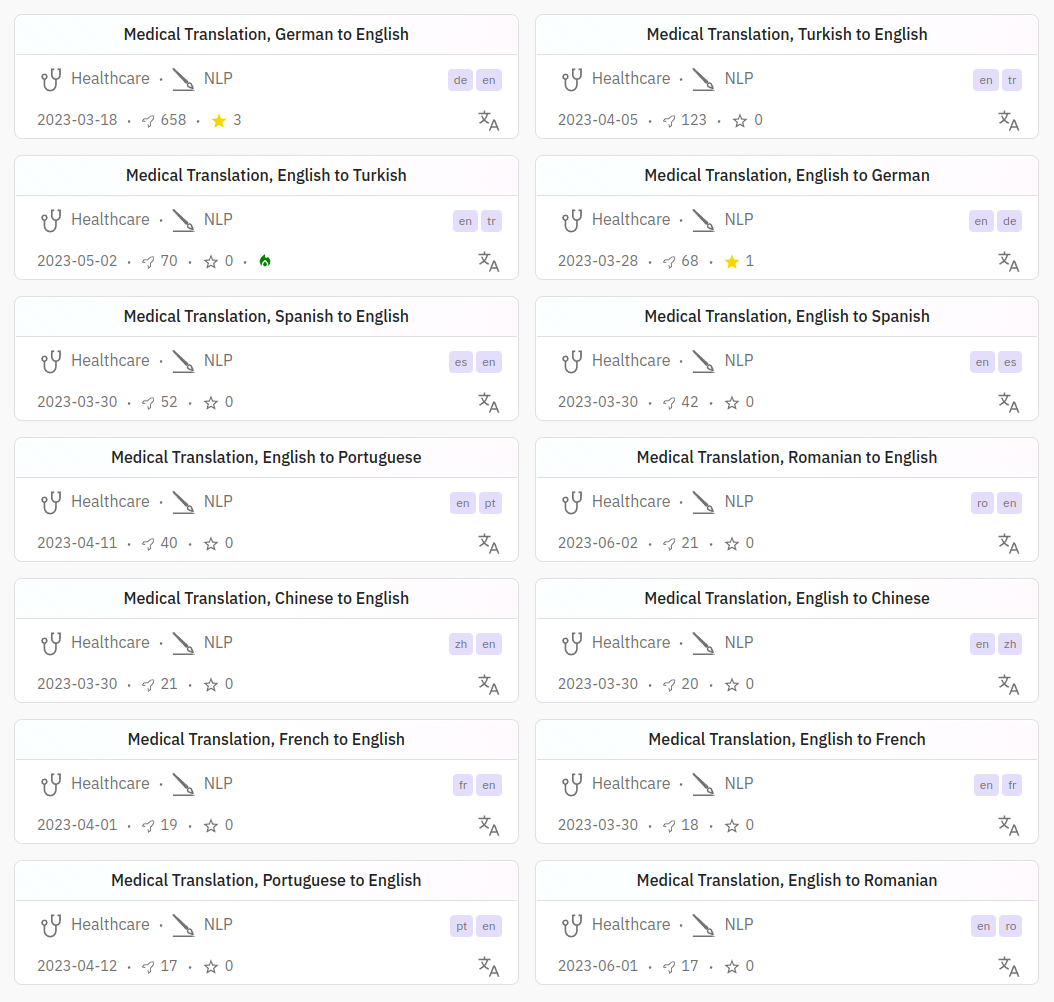 Medical Translation, German to English
Healthcare · NLP de en
2023-03-18 · 658 · 3
Medical Translation, Turkish to English
Healthcare · NLP en tr
2023-04-05 · 123 · 0
Medical Translation, English to Turkish
Healthcare · NLP en tr
2023-05-02 · 70 · 0 ·
Medical Translation, English to German
Healthcare · NLP en de
2023-03-28 · 68 · 1
Medical Translation, Spanish to English
Healthcare · NLP es en
2023-03-30 · 52 · 0
Medical Translation, English to Spanish
Healthcare · NLP en es
2023-03-30 · 42 · 0
Medical Translation, English to Portuguese
Healthcare · NLP en pt
2023-04-11 · 40 · 0
Medical Translation, Romanian to English
Healthcare · NLP ro en
2023-06-02 · 21 · 0
Medical Translation, Chinese to English
Healthcare · NLP zh en
2023-03-30 · 21 · 0
Medical Translation, English to Chinese
Healthcare · NLP en zh
2023-03-30 · 20 · 0
Medical Translation, French to English
Healthcare · NLP fr en
2023-04-01 · 19 · 0
Medical Translation, English to French
Healthcare · NLP en fr
2023-03-30 · 18 · 0
Medical Translation, Portuguese to English
Healthcare · NLP pt en
2023-04-12 · 17 · 0
Medical Translation, English to Romanian
Healthcare · NLP en ro
2023-06-01 · 17 · 0